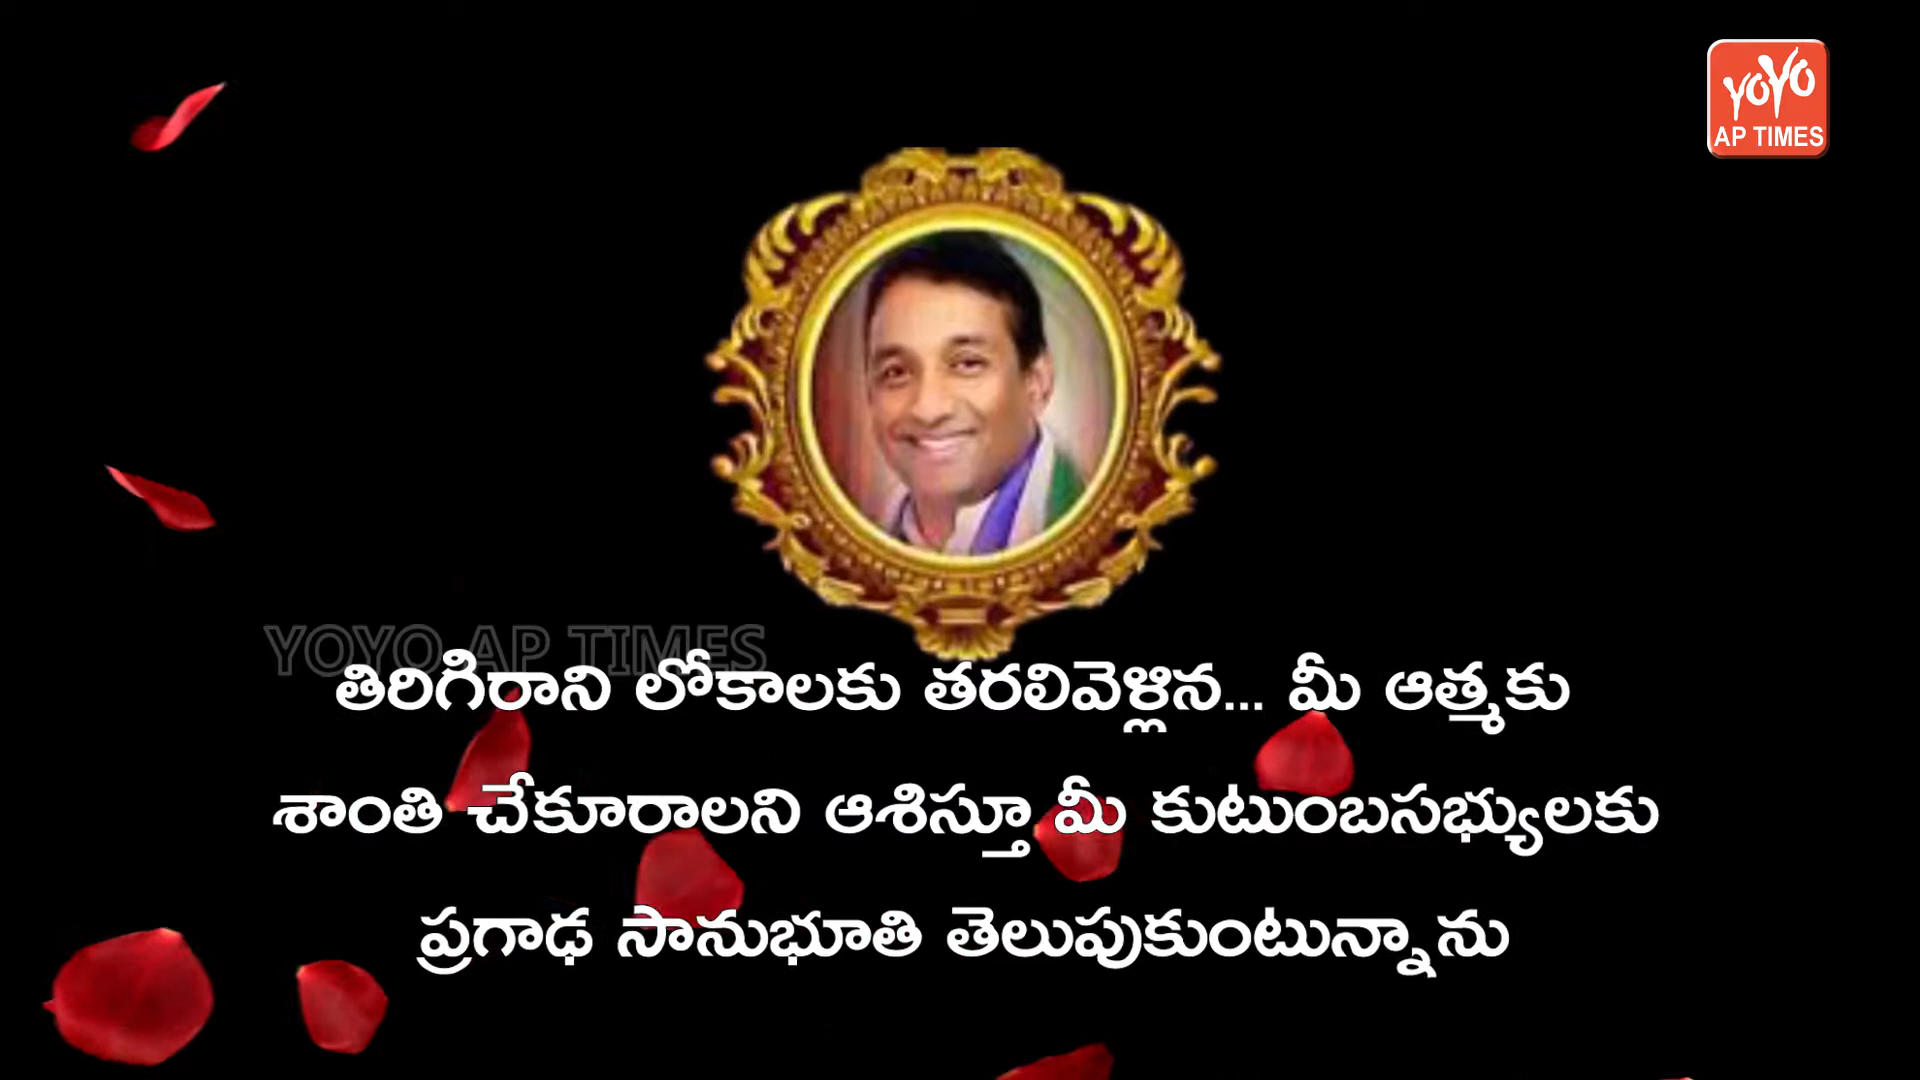 YOYO
AP TIMES
YOYO AP TIMES
తిరిగిరాని లోకాలకు తరలివెళ్లిన... మీ ఆత్మకు
శాంతి చేకూరాలని ఆశిస్తూ మీ కుటుంబసభ్యులకు
ప్రగాఢ సానుభూతి తెలుపుకుంటున్నాను